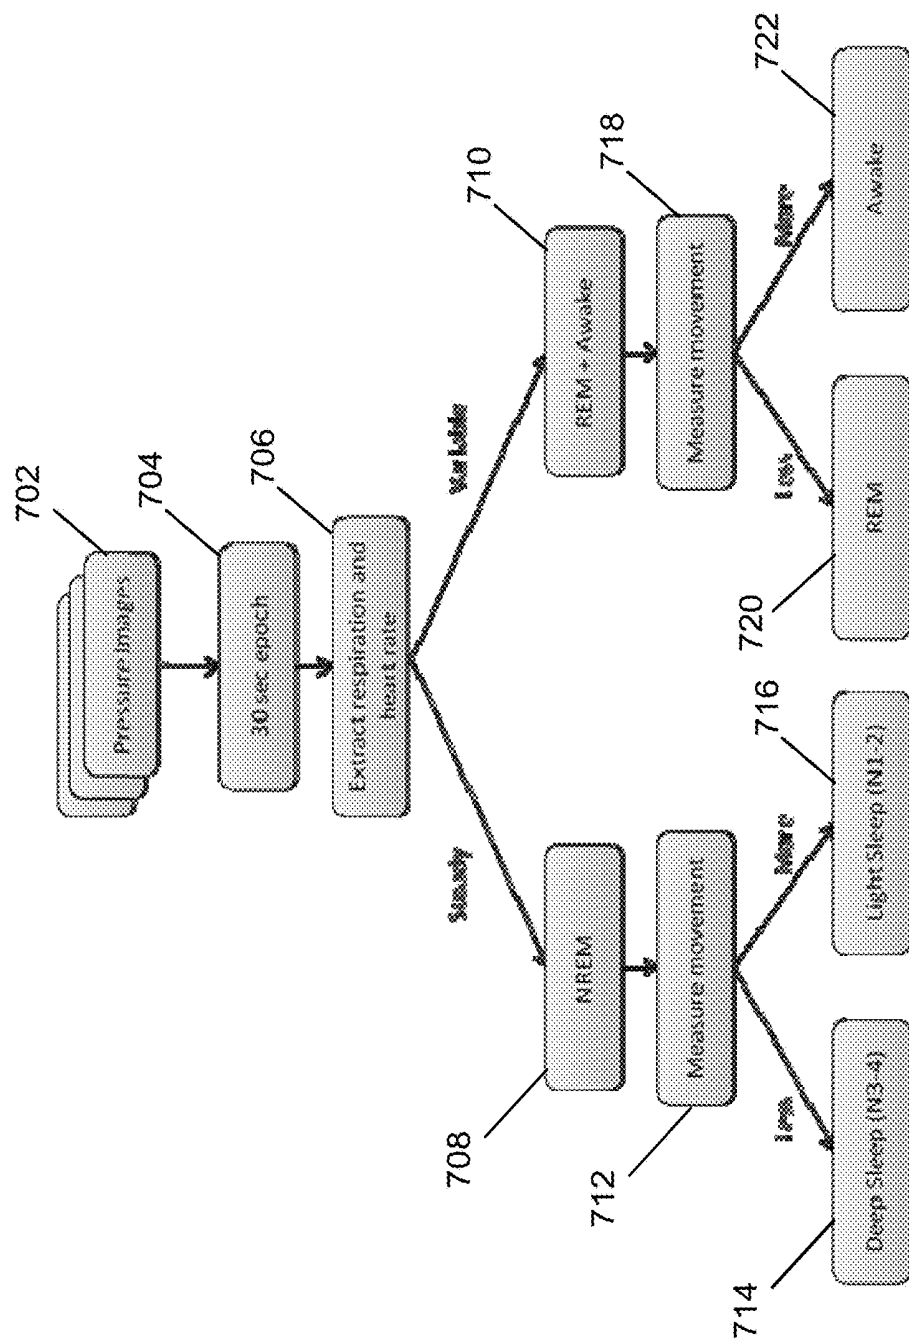 702
Pressure Images
704
30 sec epoch
706
Extract respiration and
heart rate
Steady
Variable
708
NREM
710
REM + Awake
712
Measure movement
718
Measure movement
Less
More
Less
More
714
Deep Sleep (N3-4)
716
Light Sleep (N1-2)
720
REM
722
Awake